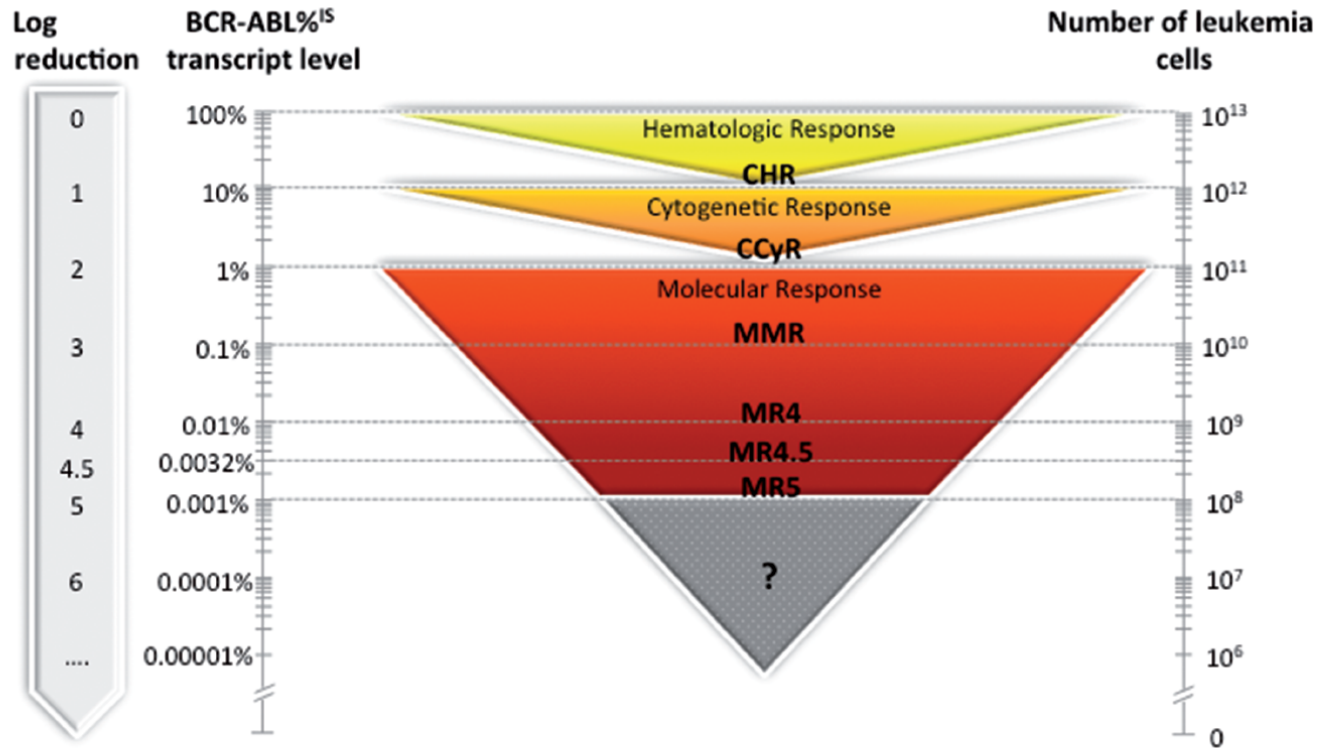 Log
reduction
BCR-ABL%ᴵˢ
transcript level
Number of leukemia
cells
0
100%
Hematologic Response
10¹³
CHR
1
10%
10¹²
Cytogenetic Response
CCyR
2
1%
10¹¹
Molecular Response
MMR
3
0.1%
10¹⁰
MR4
4
0.01%
10⁹
MR4.5
4.5
0.0032%
MR5
5
0.001%
10⁸
?
6
0.0001%
10⁷
....
0.00001%
10⁶
0